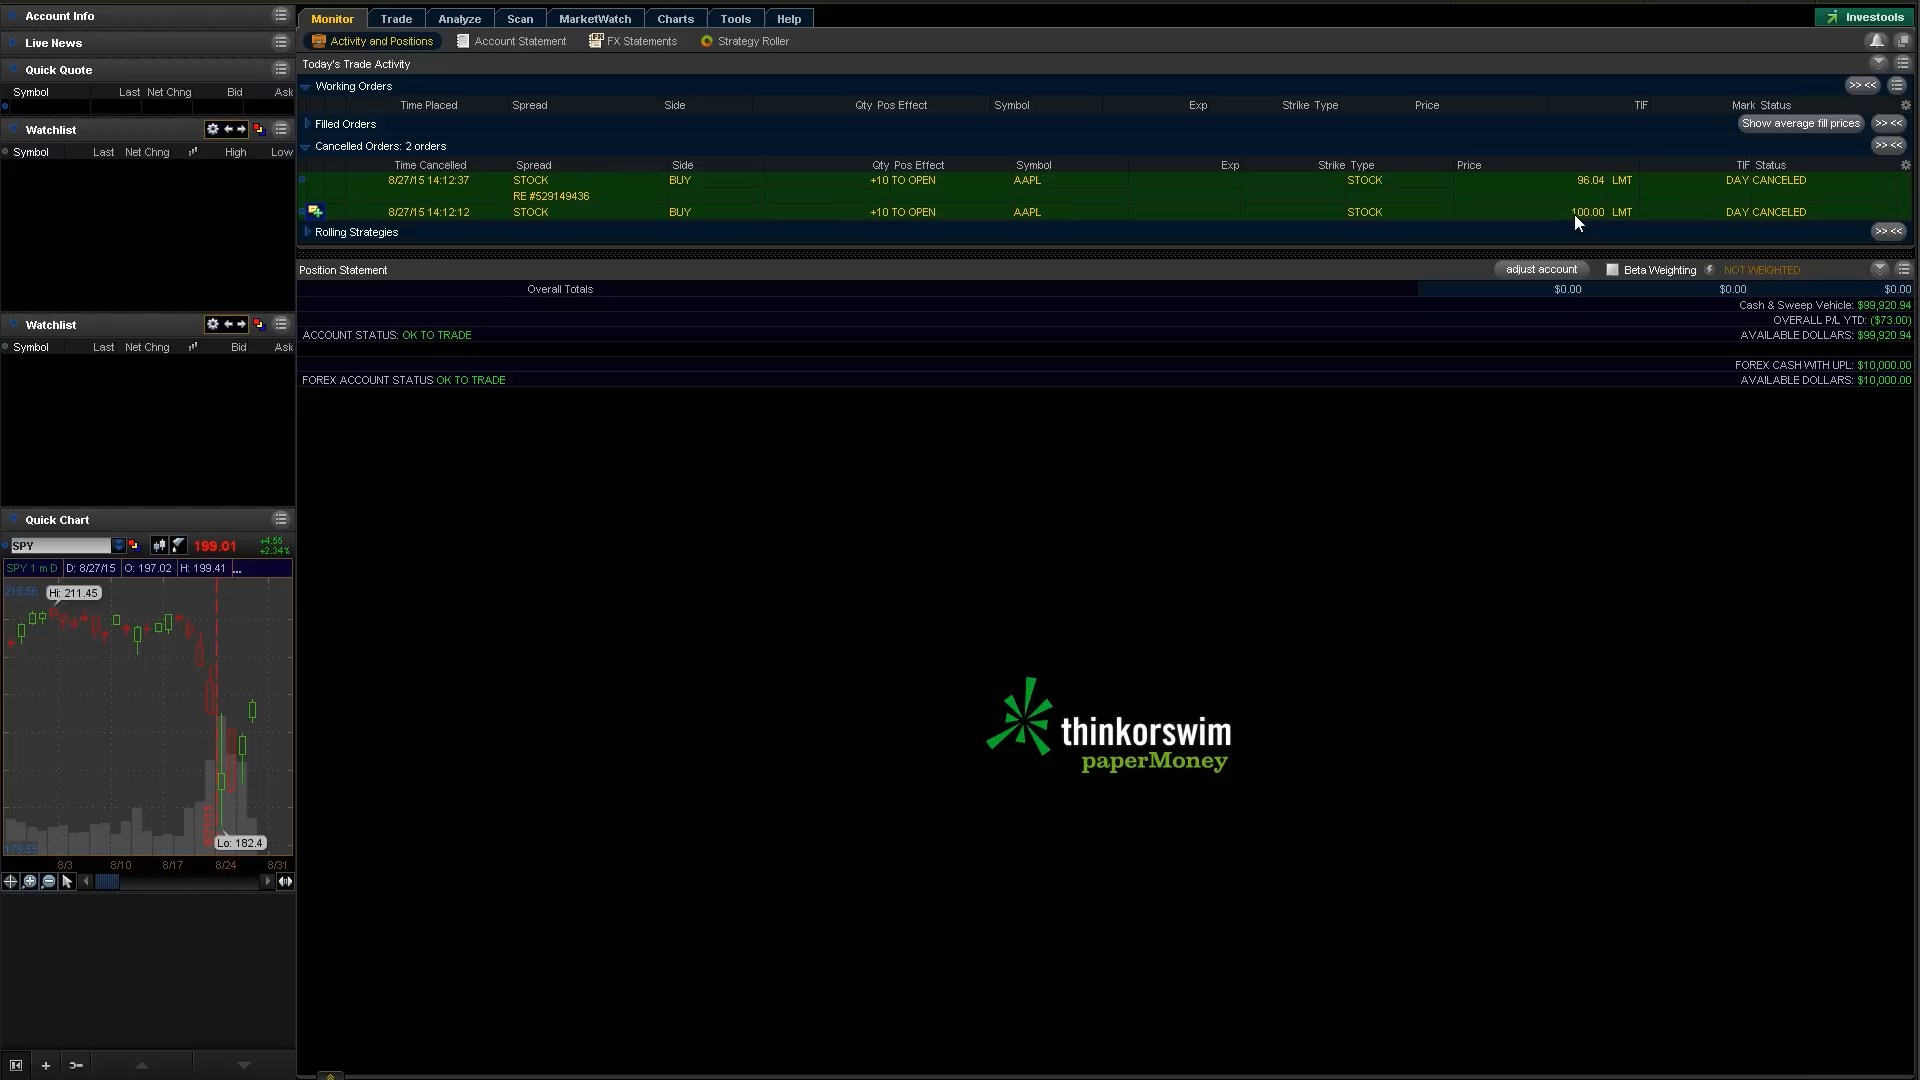 Account Info
Monitor Trade Analyze Scan MarketWatch Charts Tools Help
Investools
Live News
Activity and Positions Account Statement FX Statements Strategy Roller
Quick Quote
Today's Trade Activity
Symbol Last Net Chng Bid Ask
Working Orders >> <<
Time Placed Spread Side Qty Pos Effect Symbol Exp Strike Type Price TIF Mark Status
Filled Orders Show average fill prices >> <<
Watchlist
Symbol Last Net Chng High Low
Cancelled Orders: 2 orders >> <<
Time Cancelled Spread Side Qty Pos Effect Symbol Exp Strike Type Price TIF Status
8/27/15 14:12:37 STOCK BUY +10 TO OPEN AAPL STOCK 96.04 LMT DAY CANCELED
RE #529149436
8/27/15 14:12:12 STOCK BUY +10 TO OPEN AAPL STOCK 100.00 LMT DAY CANCELED
Rolling Strategies >> <<
Position Statement adjust account Beta Weighting NOT WEIGHTED
Overall Totals $0.00 $0.00 $0.00
Cash & Sweep Vehicle: $99,920.94
OVERALL P/L YTD: ($73.00)
ACCOUNT STATUS: OK TO TRADE AVAILABLE DOLLARS: $99,920.94
FOREX CASH WITH UPL: $10,000.00
FOREX ACCOUNT STATUS OK TO TRADE AVAILABLE DOLLARS: $10,000.00
Watchlist
Symbol Last Net Chng Bid Ask
Quick Chart
SPY 199.01 +4.55
+2.34%
SPY 1 m D D: 8/27/15 O: 197.02 H: 199.41 ...
215.56 Hi: 211.45
Lo: 182.4
179.55
8/3 8/10 8/17 8/24 8/31
thinkorswim
paperMoney